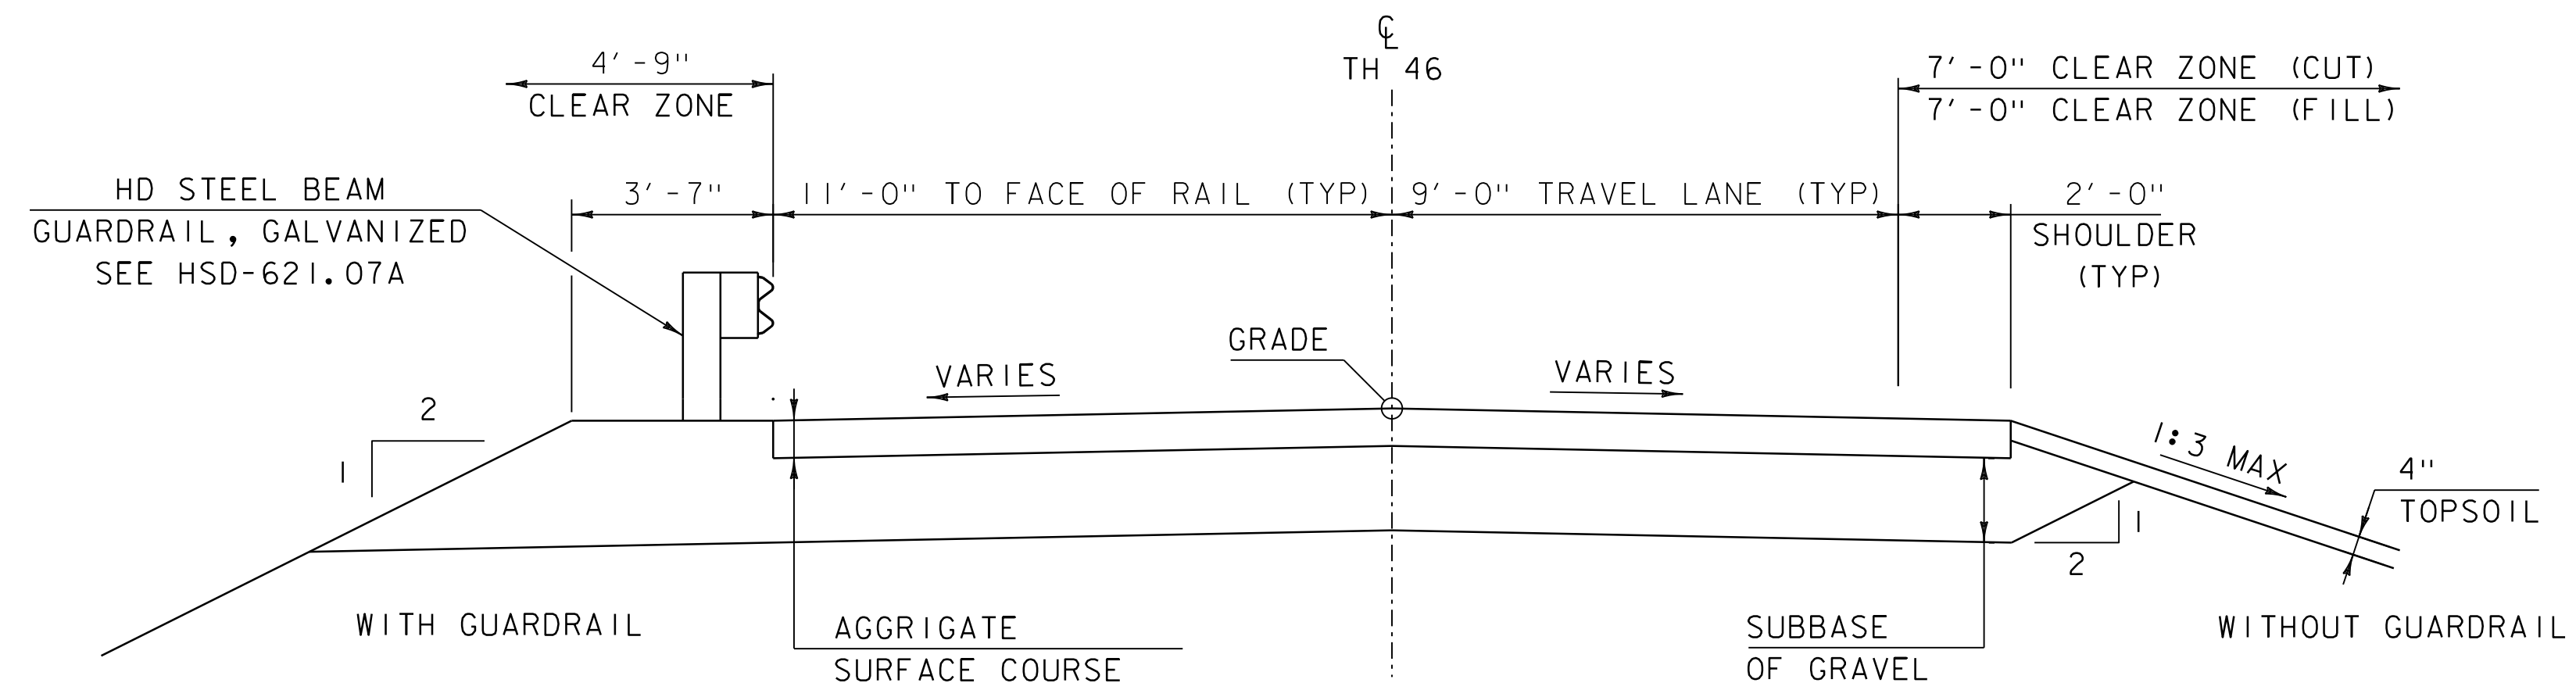 ℄
TH 46
4'-9"
CLEAR ZONE
7'-0" CLEAR ZONE (CUT)
7'-0" CLEAR ZONE (FILL)
HD STEEL BEAM
GUARDRAIL, GALVANIZED
SEE HSD-621.07A
3'-7"
11'-0" TO FACE OF RAIL (TYP)
9'-0" TRAVEL LANE (TYP)
2'-0"
SHOULDER
(TYP)
GRADE
VARIES
VARIES
2
1
1:3 MAX
4"
TOPSOIL
1
2
WITH GUARDRAIL
AGGRIGATE
SURFACE COURSE
SUBBASE
OF GRAVEL
WITHOUT GUARDRAIL